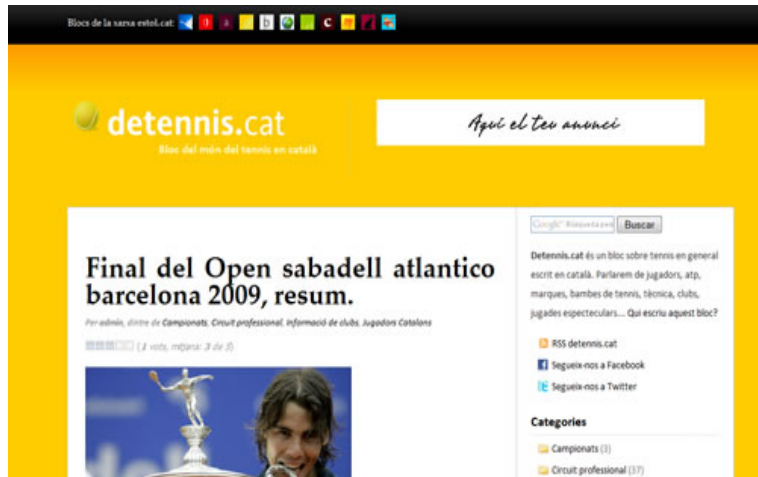 Blocs de la xarxa estol.cat:
detennis.cat
Bloc del món del tennis en català
Aquí el teu anunci
Final del Open sabadell atlantico
barcelona 2009, resum.
Per admin, dintre de Campionats, Circuit professional, Informació de clubs, Jugadors Catalans
(1 vots, mitjana: 3 de 5)
Google
Buscar
Detennis.cat és un bloc sobre tennis en general
escrit en català. Parlarem de jugadors, atp,
marques, bambes de tennis, tècnica, clubs,
jugades espectaculars... Qui escriu aquest bloc?
RSS detennis.cat
Segueix-nos a Facebook
Segueix-nos a Twitter
Categories
Campionats (3)
Circuit professional (37)